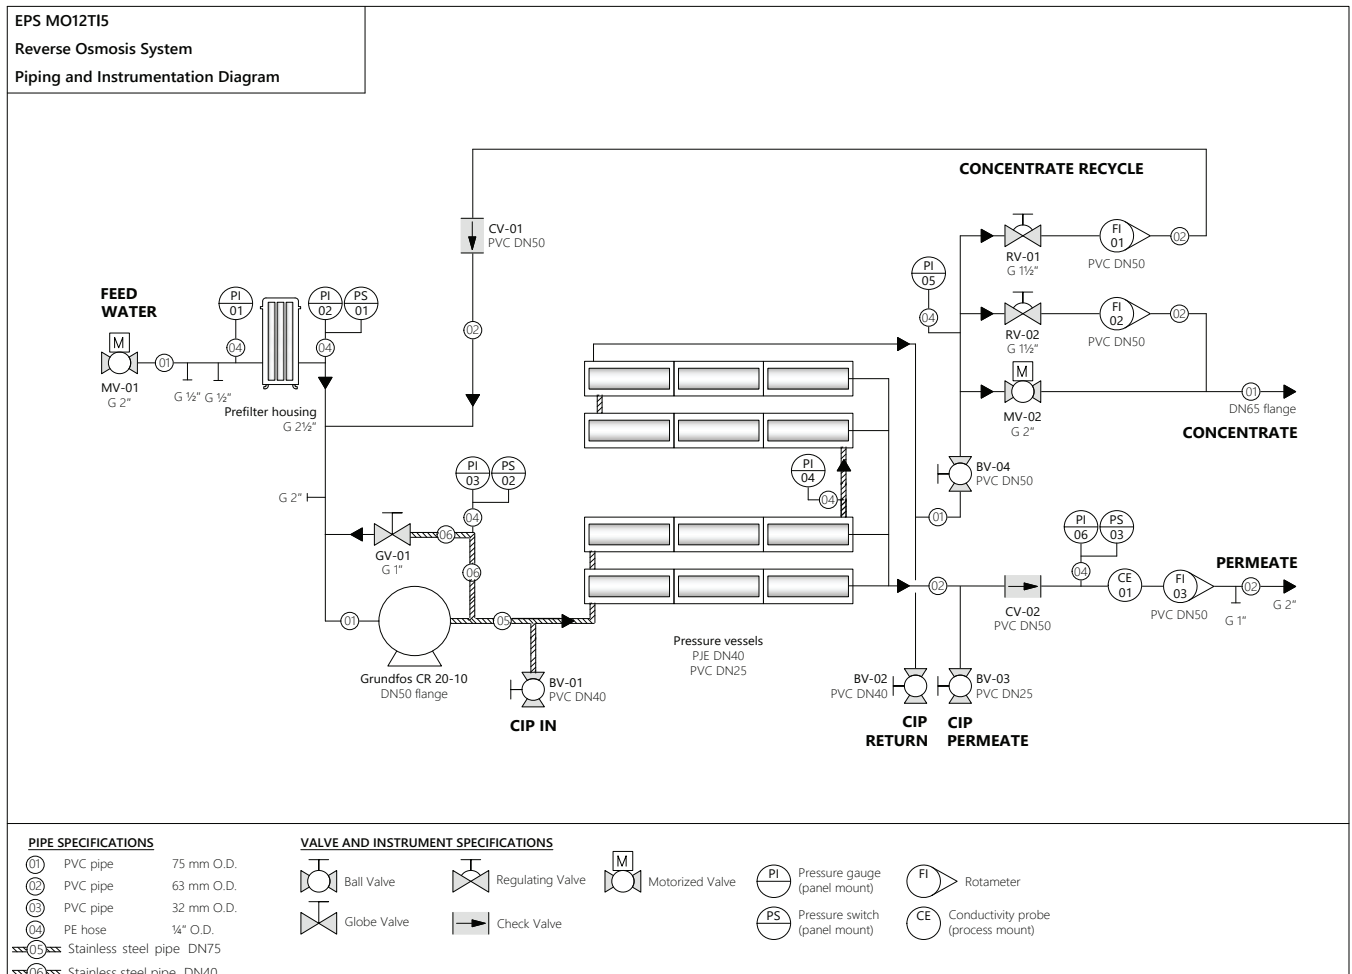 EPS MO12TI5
Reverse Osmosis System
Piping and Instrumentation Diagram
CONCENTRATE RECYCLE
CV-01
PVC DN50
02
RV-01
G 1½"
FI
01
PVC DN50
02
PI
05
04
RV-02
G 1½"
FI
02
PVC DN50
02
M
MV-02
G 2"
01
DN65 flange
CONCENTRATE
FEED
WATER
M
MV-01
G 2"
01
G ½"
G ½"
PI
01
04
PI
02
PS
01
04
Prefilter housing
G 2½"
G 2"
PI
03
PS
02
04
GV-01
G 1"
06
06
01
Grundfos CR 20-10
DN50 flange
05
BV-01
PVC DN40
CIP IN
PI
04
04
Pressure vessels
PJE DN40
PVC DN25
BV-04
PVC DN50
01
02
BV-02
PVC DN40
CIP
RETURN
BV-03
PVC DN25
CIP
PERMEATE
CV-02
PVC DN50
PI
06
PS
03
04
CE
01
FI
03
PVC DN50
G 1"
PERMEATE
02
G 2"
PIPE SPECIFICATIONS
01 PVC pipe 75 mm O.D.
02 PVC pipe 63 mm O.D.
03 PVC pipe 32 mm O.D.
04 PE hose ¼" O.D.
05 Stainless steel pipe DN75
06 Stainless steel pipe DN40
VALVE AND INSTRUMENT SPECIFICATIONS
Ball Valve
Globe Valve
Regulating Valve
Check Valve
M
Motorized Valve
PI
Pressure gauge
(panel mount)
PS
Pressure switch
(panel mount)
FI
Rotameter
CE
Conductivity probe
(process mount)